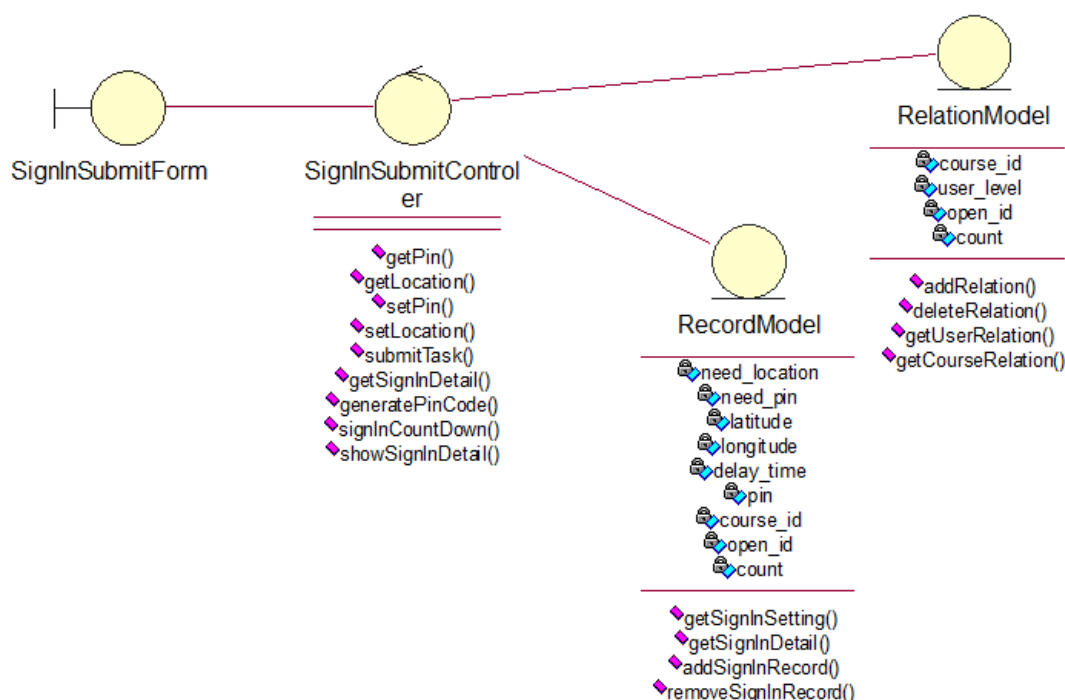 SignInSubmitForm
SignInSubmitControl
er
getPin()
getLocation()
setPin()
setLocation()
submitTask()
getSignInDetail()
generatePinCode()
signInCountDown()
showSignInDetail()
RecordModel
need_location
need_pin
latitude
longitude
delay_time
pin
course_id
open_id
count
getSignInSetting()
getSignInDetail()
addSignInRecord()
removeSignInRecord()
RelationModel
course_id
user_level
open_id
count
addRelation()
deleteRelation()
getUserRelation()
getCourseRelation()